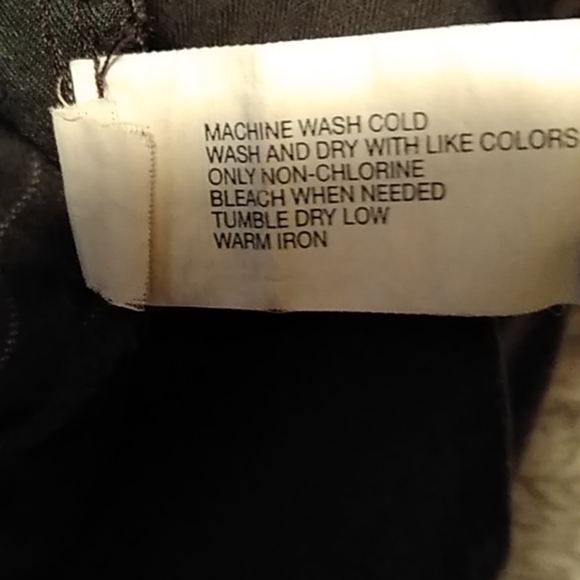 MACHINE WASH COLD
WASH AND DRY WITH LIKE COLORS
ONLY NON-CHLORINE
BLEACH WHEN NEEDED
TUMBLE DRY LOW
WARM IRON